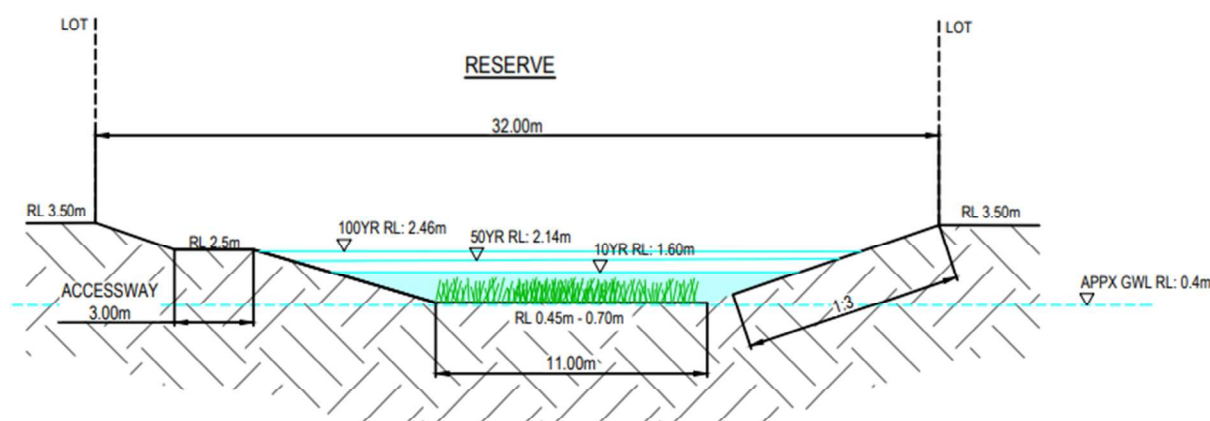 LOT
LOT
RESERVE
32.00m
RL 3.50m
RL 3.50m
100YR RL: 2.46m
50YR RL: 2.14m
RL 2.5m
10YR RL: 1.60m
APPX GWL RL: 0.4m
ACCESSWAY
3.00m
1:3
RL 0.45m - 0.70m
11.00m